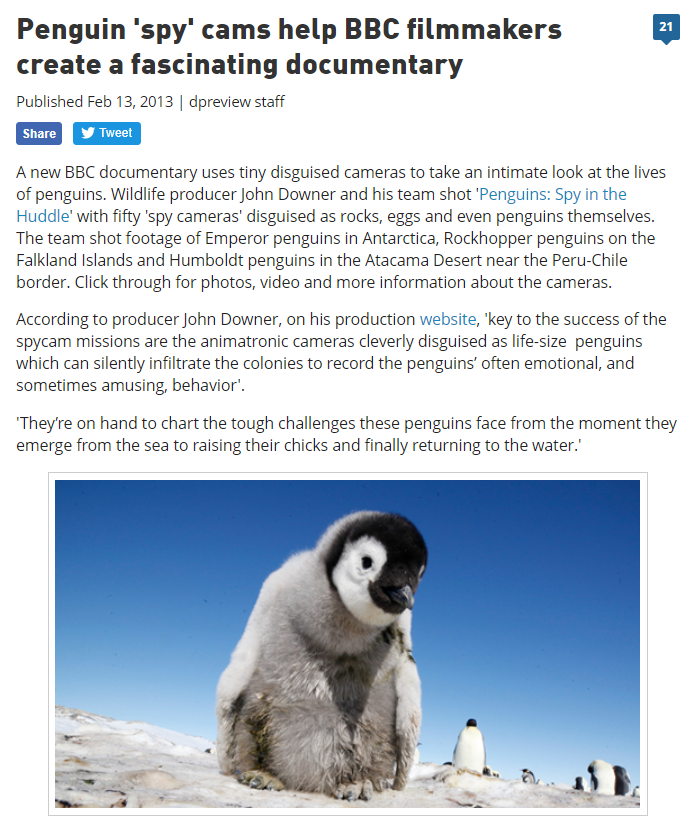 Penguin 'spy' cams help BBC filmmakers
create a fascinating documentary
21
Published Feb 13, 2013 | dpreview staff
Share
Tweet
A new BBC documentary uses tiny disguised cameras to take an intimate look at the lives
of penguins. Wildlife producer John Downer and his team shot 'Penguins: Spy in the
Huddle' with fifty 'spy cameras' disguised as rocks, eggs and even penguins themselves.
The team shot footage of Emperor penguins in Antarctica, Rockhopper penguins on the
Falkland Islands and Humboldt penguins in the Atacama Desert near the Peru-Chile
border. Click through for photos, video and more information about the cameras.
According to producer John Downer, on his production website, 'key to the success of the
spycam missions are the animatronic cameras cleverly disguised as life-size  penguins
which can silently infiltrate the colonies to record the penguins’ often emotional, and
sometimes amusing, behavior'.
'They’re on hand to chart the tough challenges these penguins face from the moment they
emerge from the sea to raising their chicks and finally returning to the water.'